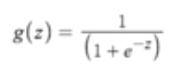 g(z) = 1 / (1 + e^{-z})